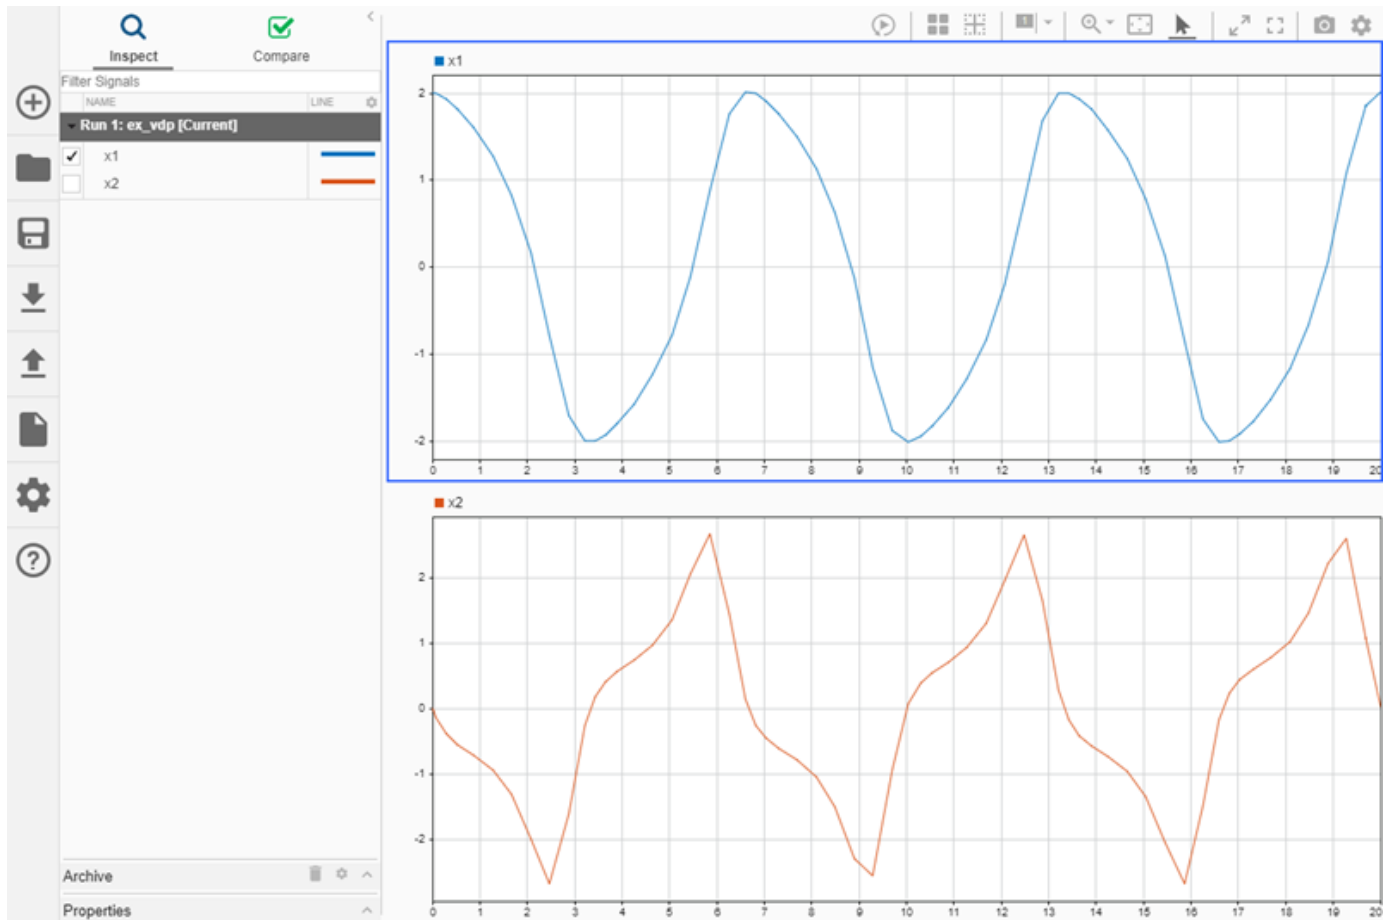 Inspect
Compare
Filter Signals
NAME
LINE
Run 1: ex_vdp [Current]
x1
x2
Archive
Properties
1
x1
2
1
0
-1
-2
0 1 2 3 4 5 6 7 8 9 10 11 12 13 14 15 16 17 18 19 20
x2
2
1
0
-1
-2
0 1 2 3 4 5 6 7 8 9 10 11 12 13 14 15 16 17 18 19 20